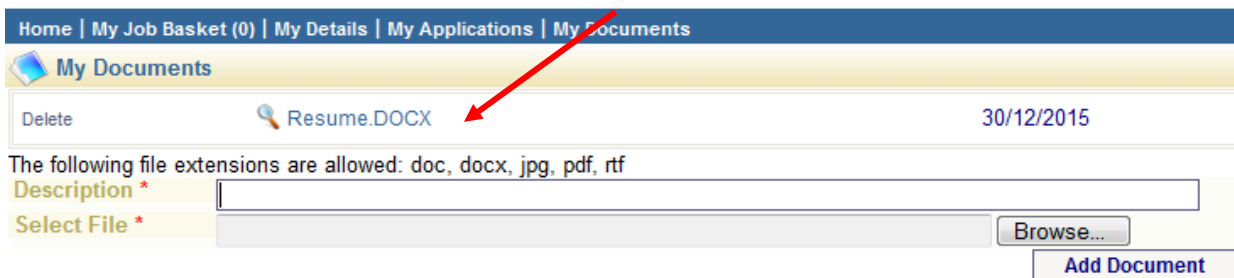 Home | My Job Basket (0) | My Details | My Applications | My Documents
My Documents
Delete Resume.DOCX 30/12/2015
The following file extensions are allowed: doc, docx, jpg, pdf, rtf
Description *
Select File * Browse...
Add Document